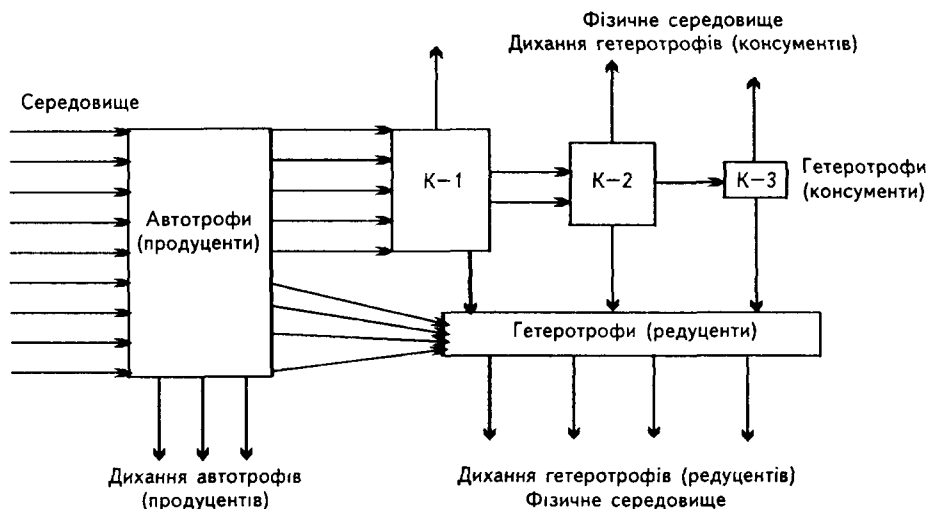 Фізичне середовище
Дихання гетеротрофів (консументів)
Середовище
Автотрофи
(продуценти)
К—1
К—2
К—3
Гетеротрофи
(консументи)
Гетеротрофи (редуценти)
Дихання автотрофів
(продуцентів)
Дихання гетеротрофів (редуцентів)
Фізичне середовище